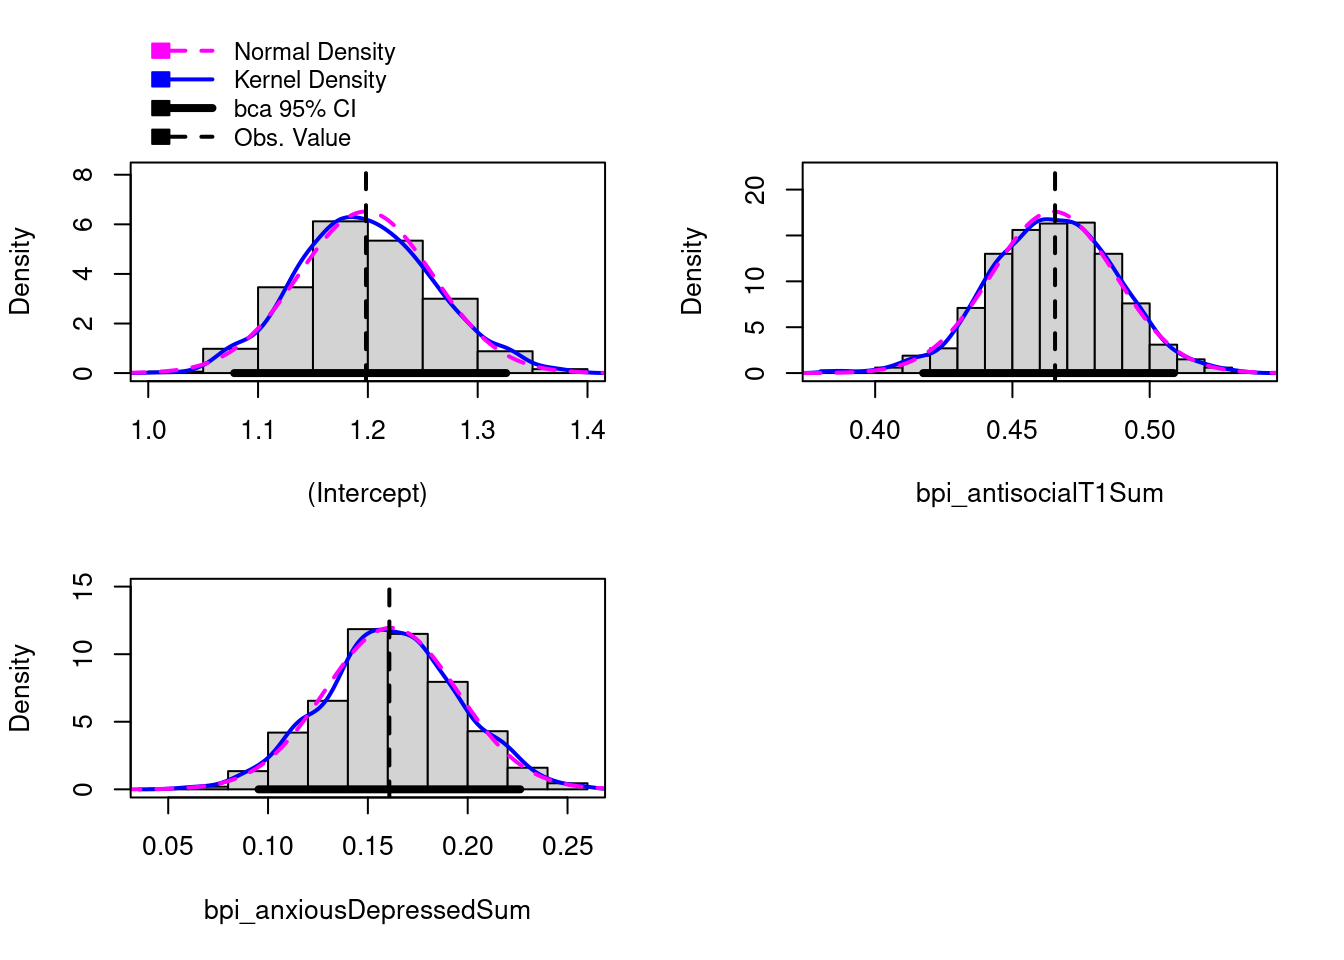 Normal Density
Kernel Density
bca 95% CI
Obs. Value
Density
0 2 4 6 8
1.0 1.1 1.2 1.3 1.4
(Intercept)
Density
0 5 10 20
0.40 0.45 0.50
bpi_antisocialT1Sum
Density
0 5 10 15
0.05 0.10 0.15 0.20 0.25
bpi_anxiousDepressedSum